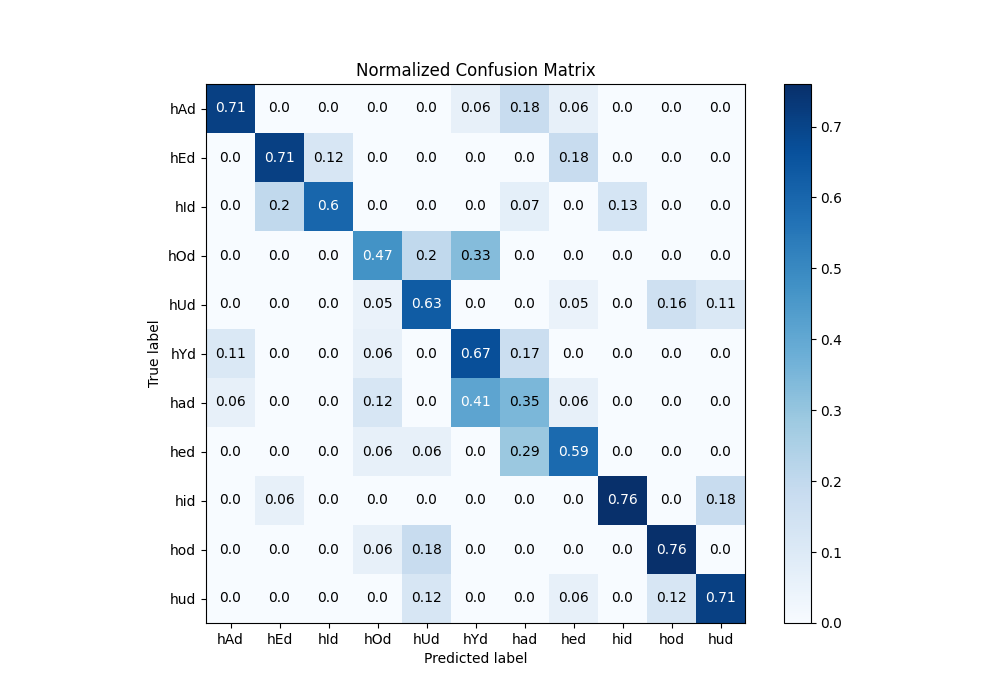 Normalized Confusion Matrix
hAd 0.71 0.0 0.0 0.0 0.0 0.06 0.18 0.06 0.0 0.0 0.0
hEd 0.0 0.71 0.12 0.0 0.0 0.0 0.0 0.18 0.0 0.0 0.0
hId 0.0 0.2 0.6 0.0 0.0 0.0 0.07 0.0 0.13 0.0 0.0
hOd 0.0 0.0 0.0 0.47 0.2 0.33 0.0 0.0 0.0 0.0 0.0
hUd 0.0 0.0 0.0 0.05 0.63 0.0 0.0 0.05 0.0 0.16 0.11
hYd 0.11 0.0 0.0 0.06 0.0 0.67 0.17 0.0 0.0 0.0 0.0
had 0.06 0.0 0.0 0.12 0.0 0.41 0.35 0.06 0.0 0.0 0.0
hed 0.0 0.0 0.0 0.06 0.06 0.0 0.29 0.59 0.0 0.0 0.0
hid 0.0 0.06 0.0 0.0 0.0 0.0 0.0 0.0 0.76 0.0 0.18
hod 0.0 0.0 0.0 0.06 0.18 0.0 0.0 0.0 0.0 0.76 0.0
hud 0.0 0.0 0.0 0.0 0.12 0.0 0.0 0.06 0.0 0.12 0.71
hAd hEd hId hOd hUd hYd had hed hid hod hud
Predicted label
True label
0.7
0.6
0.5
0.4
0.3
0.2
0.1
0.0